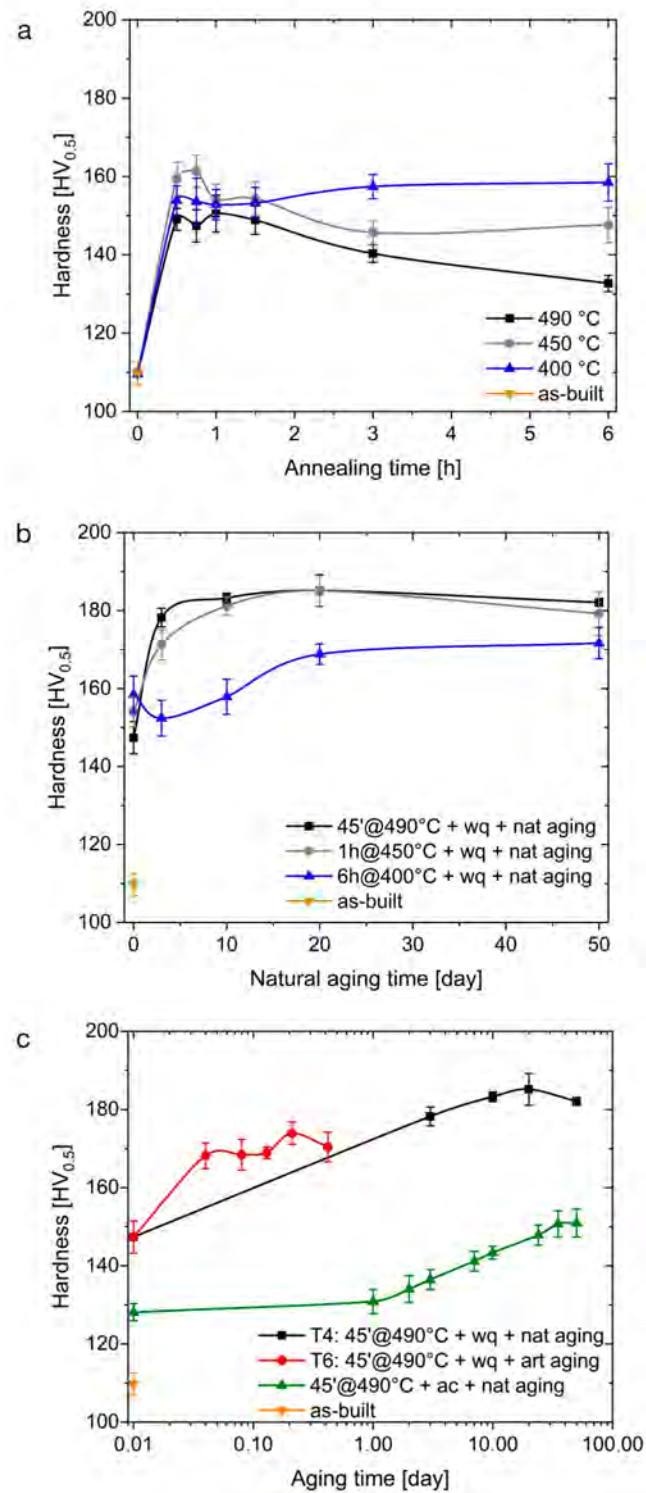 a
200
180
160
140
120
100
Hardness [HV0.5]
490 °C
450 °C
400 °C
as-built
0 1 2 3 4 5 6
Annealing time [h]
b
200
180
160
140
120
100
Hardness [HV0.5]
45'@490°C + wq + nat aging
1h@450°C + wq + nat aging
6h@400°C + wq + nat aging
as-built
0 10 20 30 40 50
Natural aging time [day]
c
200
180
160
140
120
100
Hardness [HV0.5]
T4: 45'@490°C + wq + nat aging
T6: 45'@490°C + wq + art aging
45'@490°C + ac + nat aging
as-built
0.01 0.10 1.00 10.00 100.00
Aging time [day]